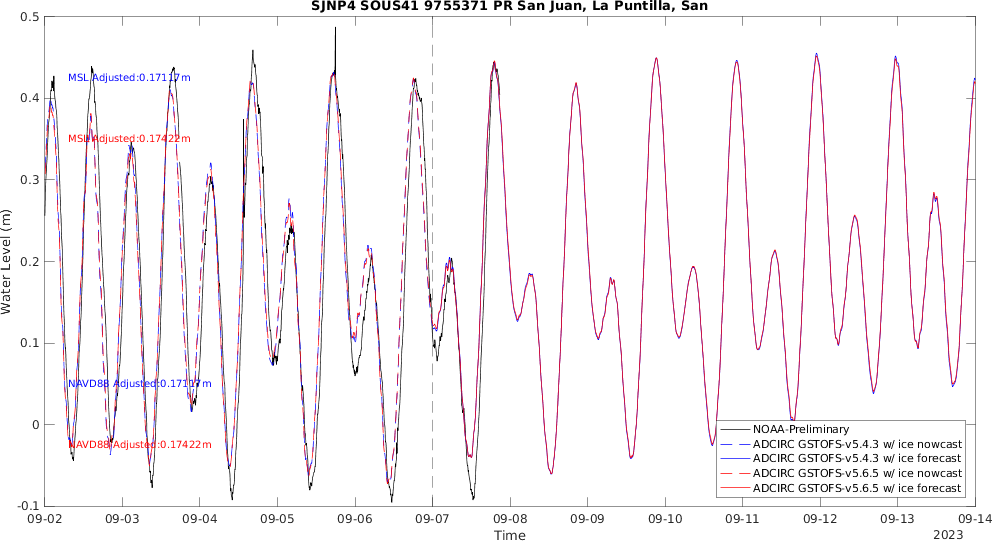 SJNP4 SOUS41 9755371 PR San Juan, La Puntilla, San
0.5
0.4
0.3
0.2
0.1
0
-0.1
Water Level (m)
MSL Adjusted:0.17117m
MSL Adjusted:0.17422m
NAVD88 Adjusted:0.17117m
NAVD88 Adjusted:0.17422m
NOAA-Preliminary
ADCIRC GSTOFS-v5.4.3 w/ ice nowcast
ADCIRC GSTOFS-v5.4.3 w/ ice forecast
ADCIRC GSTOFS-v5.6.5 w/ ice nowcast
ADCIRC GSTOFS-v5.6.5 w/ ice forecast
09-02 09-03 09-04 09-05 09-06 09-07 09-08 09-09 09-10 09-11 09-12 09-13 09-14
Time
2023